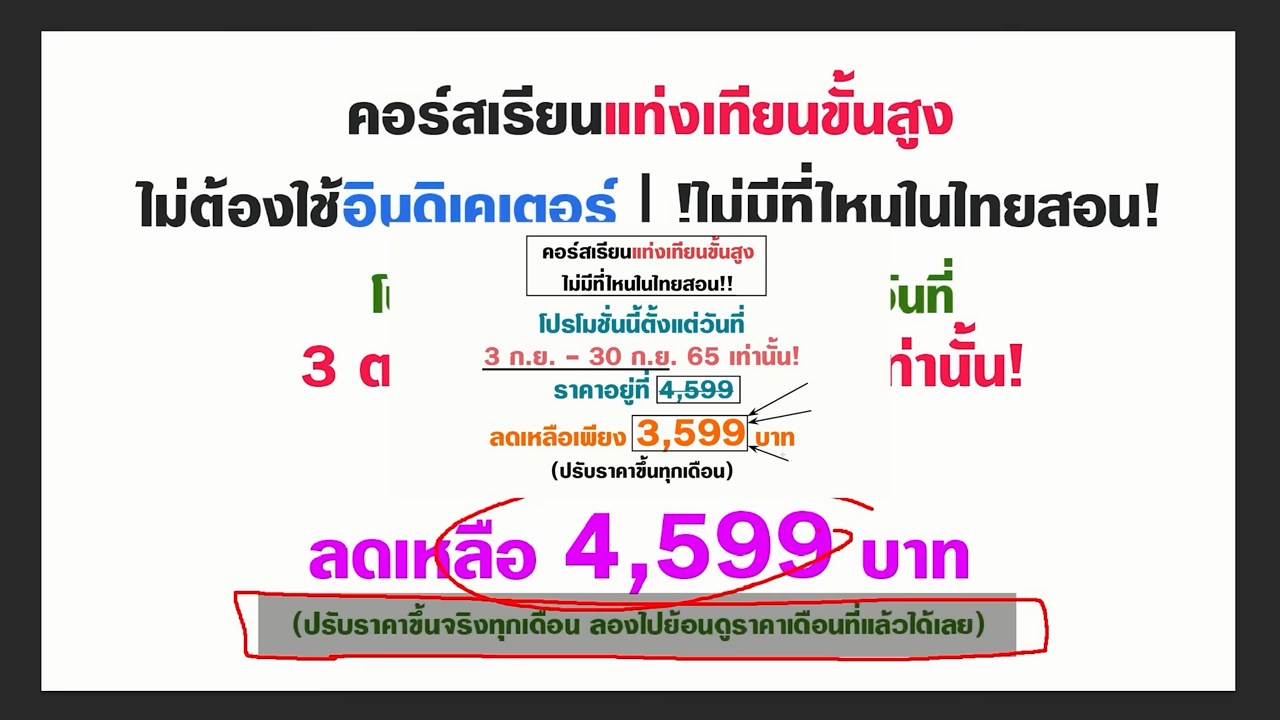 คอร์สเรียนแท่งเทียนขั้นสูง
ไม่ต้องใช้อินดิเคเตอร์ | !ไม่มีที่ไหนในไทยสอน!
คอร์สเรียนแท่งเทียนขั้นสูง
ไม่มีที่ไหนในไทยสอน!!
โปรโมชั่นนี้ตั้งแต่วันที่
3 ก.ย. - 30 ก.ย. 65 เท่านั้น!
ราคาอยู่ที่ 4,599
ลดเหลือเพียง 3,599 บาท
(ปรับราคาขึ้นทุกเดือน)
3
ลดเหลือ 4,599 บาท
(ปรับราคาขึ้นจริงทุกเดือน ลองไปย้อนดูราคาเดือนที่แล้วได้เลย)